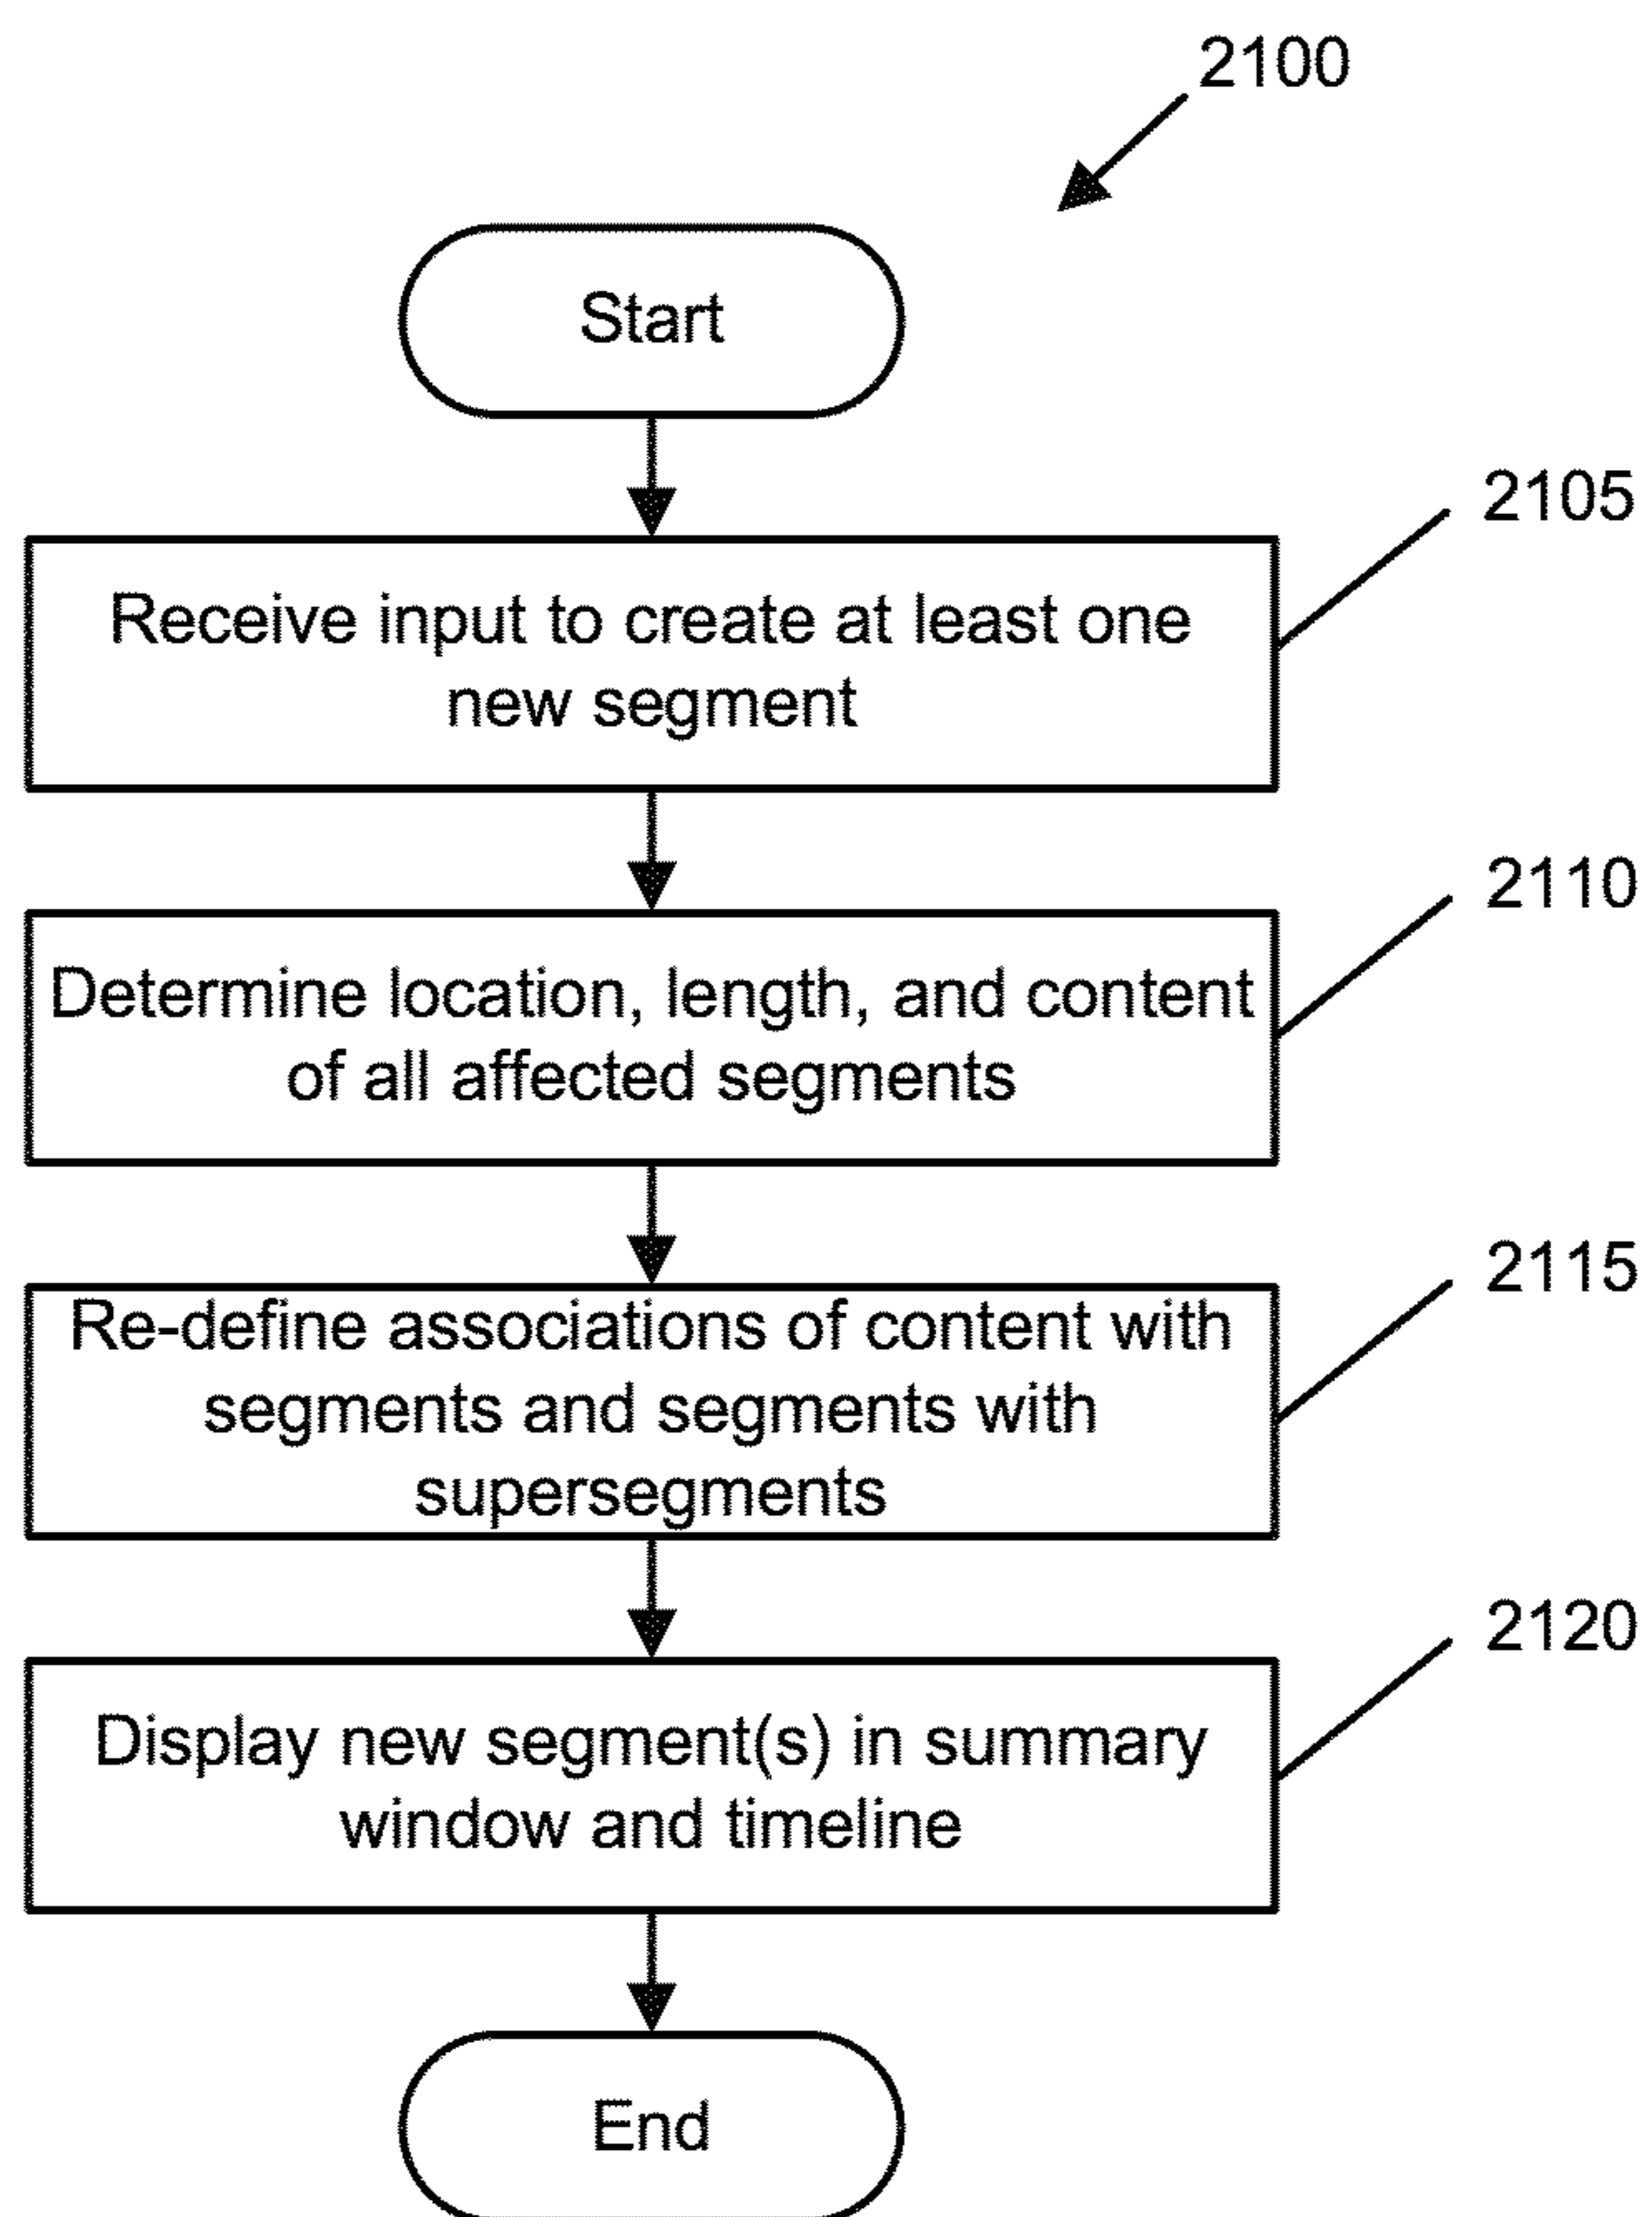 2100
Start
2105
Receive input to create at least one
new segment
2110
Determine location, length, and content
of all affected segments
2115
Re-define associations of content with
segments and segments with
supersegments
2120
Display new segment(s) in summary
window and timeline
End